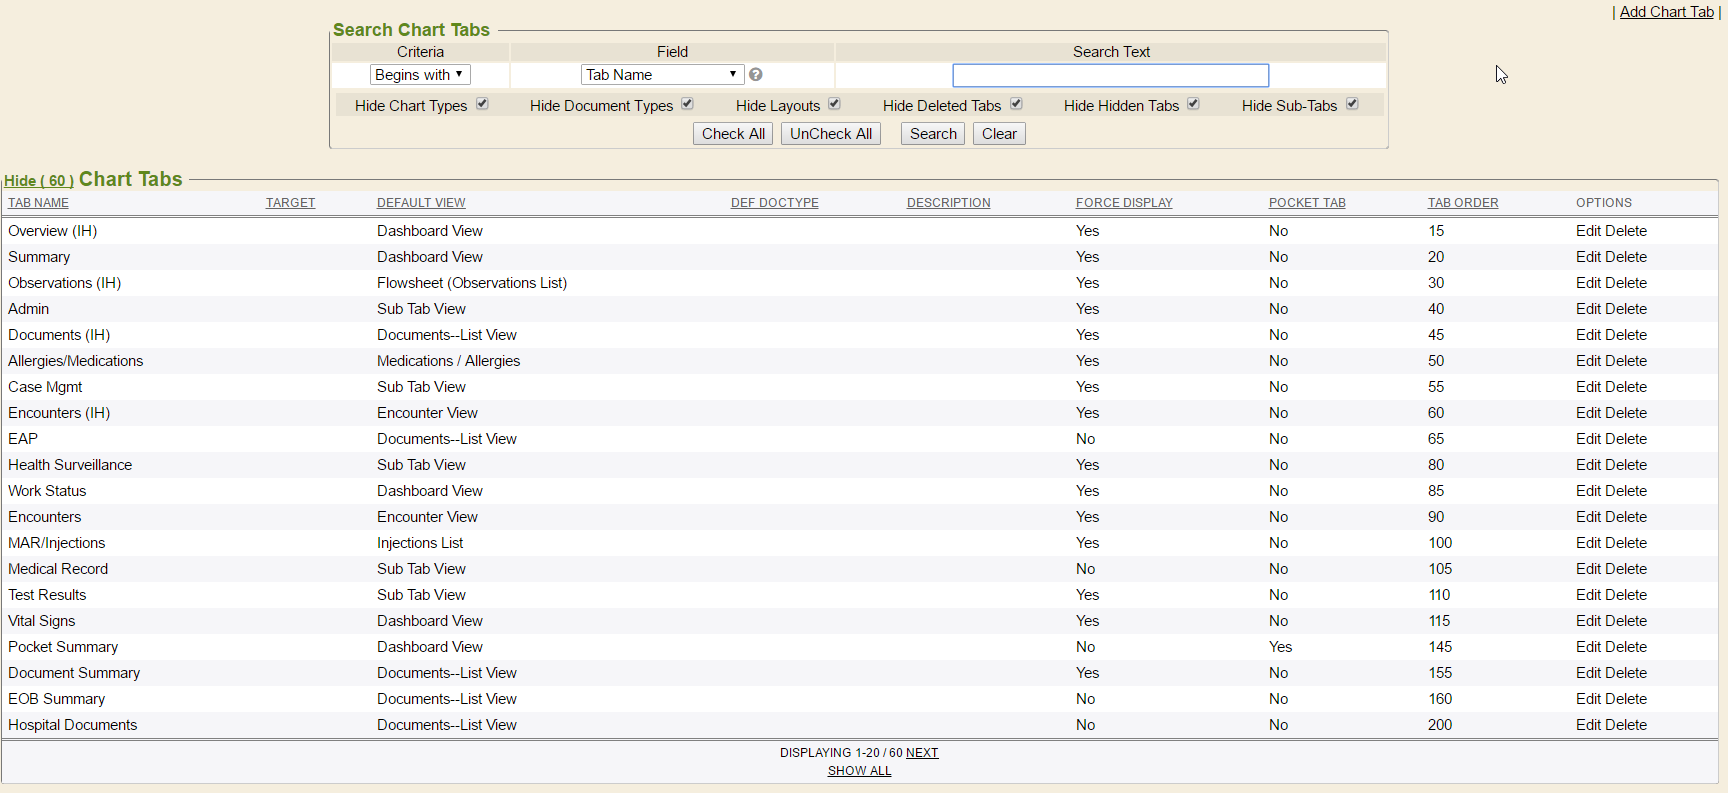 | Add Chart Tab |
Search Chart Tabs
Criteria Field Search Text
Begins with Tab Name ?
Hide Chart Types Hide Document Types Hide Layouts Hide Deleted Tabs Hide Hidden Tabs Hide Sub-Tabs
Check All UnCheck All Search Clear
Hide ( 60 ) Chart Tabs
TAB NAME TARGET DEFAULT VIEW DEF DOCTYPE DESCRIPTION FORCE DISPLAY POCKET TAB TAB ORDER OPTIONS
Overview (IH) Dashboard View Yes No 15 Edit Delete
Summary Dashboard View Yes No 20 Edit Delete
Observations (IH) Flowsheet (Observations List) Yes No 30 Edit Delete
Admin Sub Tab View Yes No 40 Edit Delete
Documents (IH) Documents--List View Yes No 45 Edit Delete
Allergies/Medications Medications / Allergies Yes No 50 Edit Delete
Case Mgmt Sub Tab View Yes No 55 Edit Delete
Encounters (IH) Encounter View Yes No 60 Edit Delete
EAP Documents--List View No No 65 Edit Delete
Health Surveillance Sub Tab View Yes No 80 Edit Delete
Work Status Dashboard View Yes No 85 Edit Delete
Encounters Encounter View Yes No 90 Edit Delete
MAR/Injections Injections List Yes No 100 Edit Delete
Medical Record Sub Tab View No No 105 Edit Delete
Test Results Sub Tab View Yes No 110 Edit Delete
Vital Signs Dashboard View Yes No 115 Edit Delete
Pocket Summary Dashboard View No Yes 145 Edit Delete
Document Summary Documents--List View Yes No 155 Edit Delete
EOB Summary Documents--List View No No 160 Edit Delete
Hospital Documents Documents--List View No No 200 Edit Delete
DISPLAYING 1-20 / 60 NEXT
SHOW ALL